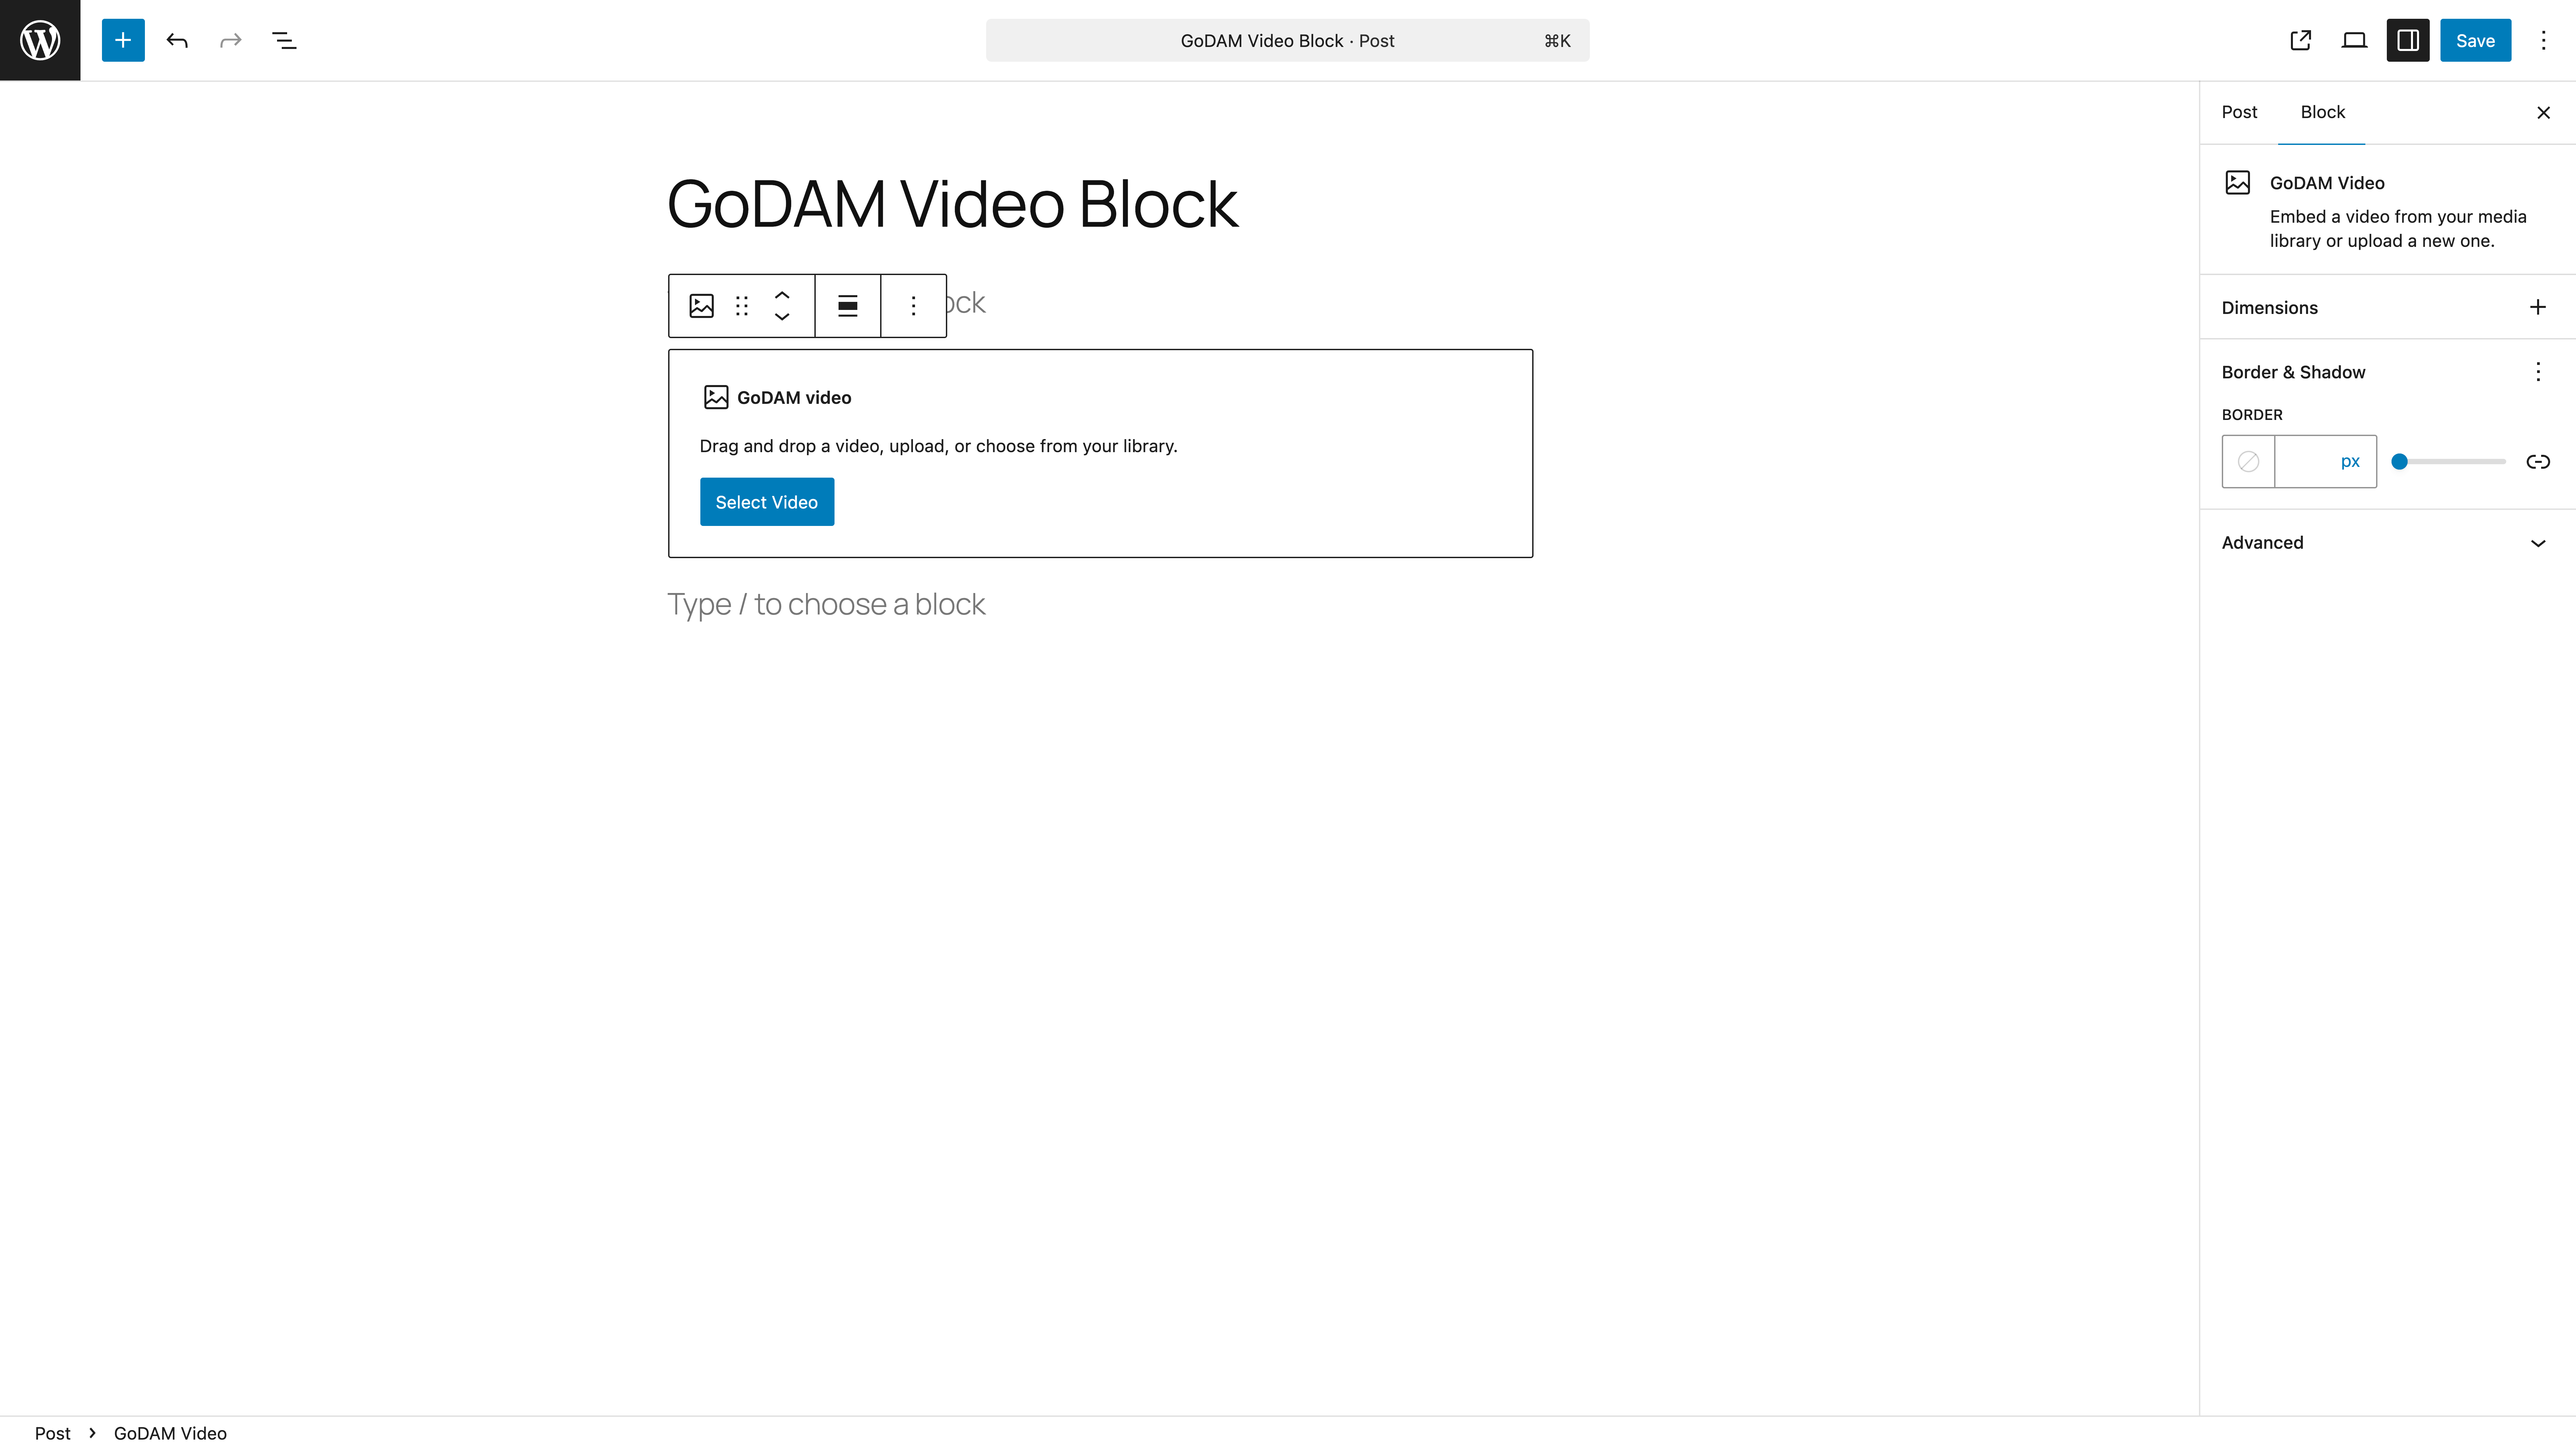 GoDAM Video Block · Post
⌘K
Save
Post
Block
GoDAM Video Block
GoDAM Video
Embed a video from your media
library or upload a new one.
ock
Dimensions
Border & Shadow
GoDAM video
BORDER
Drag and drop a video, upload, or choose from your library.
px
Select Video
Advanced
Type / to choose a block
Post
GoDAM Video